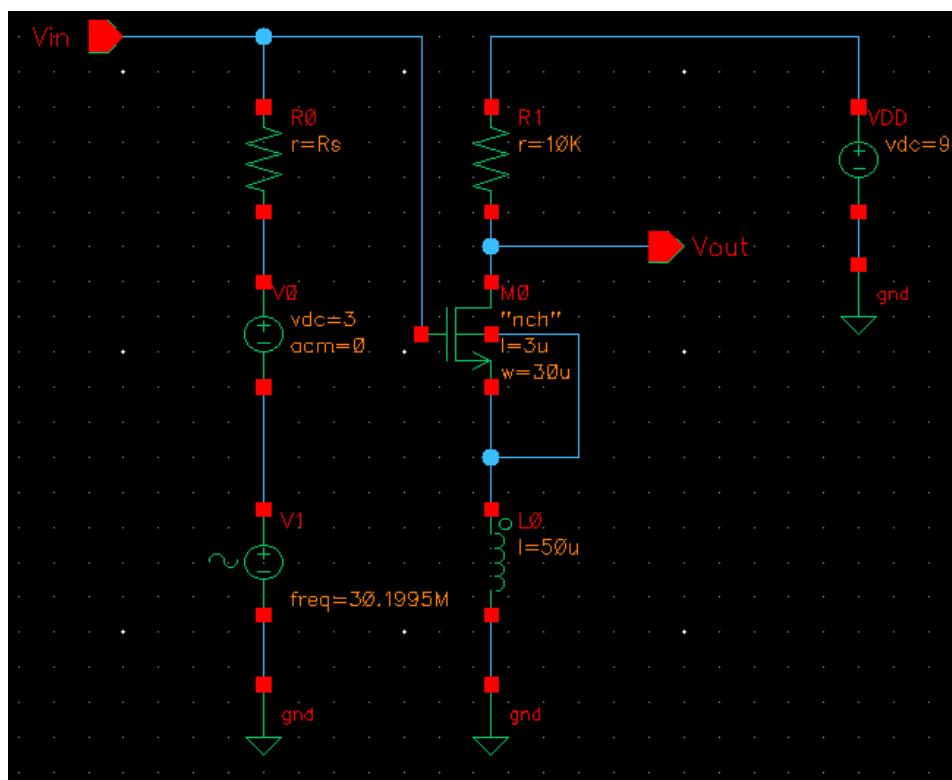 Vin
R0
r=Rs
R1
r=10K
VDD
vdc=9
Vout
V0
vdc=3
acm=0
M0
"nch"
l=3u
w=30u
gnd
V1
freq=30.1995M
L0
l=50u
gnd
gnd